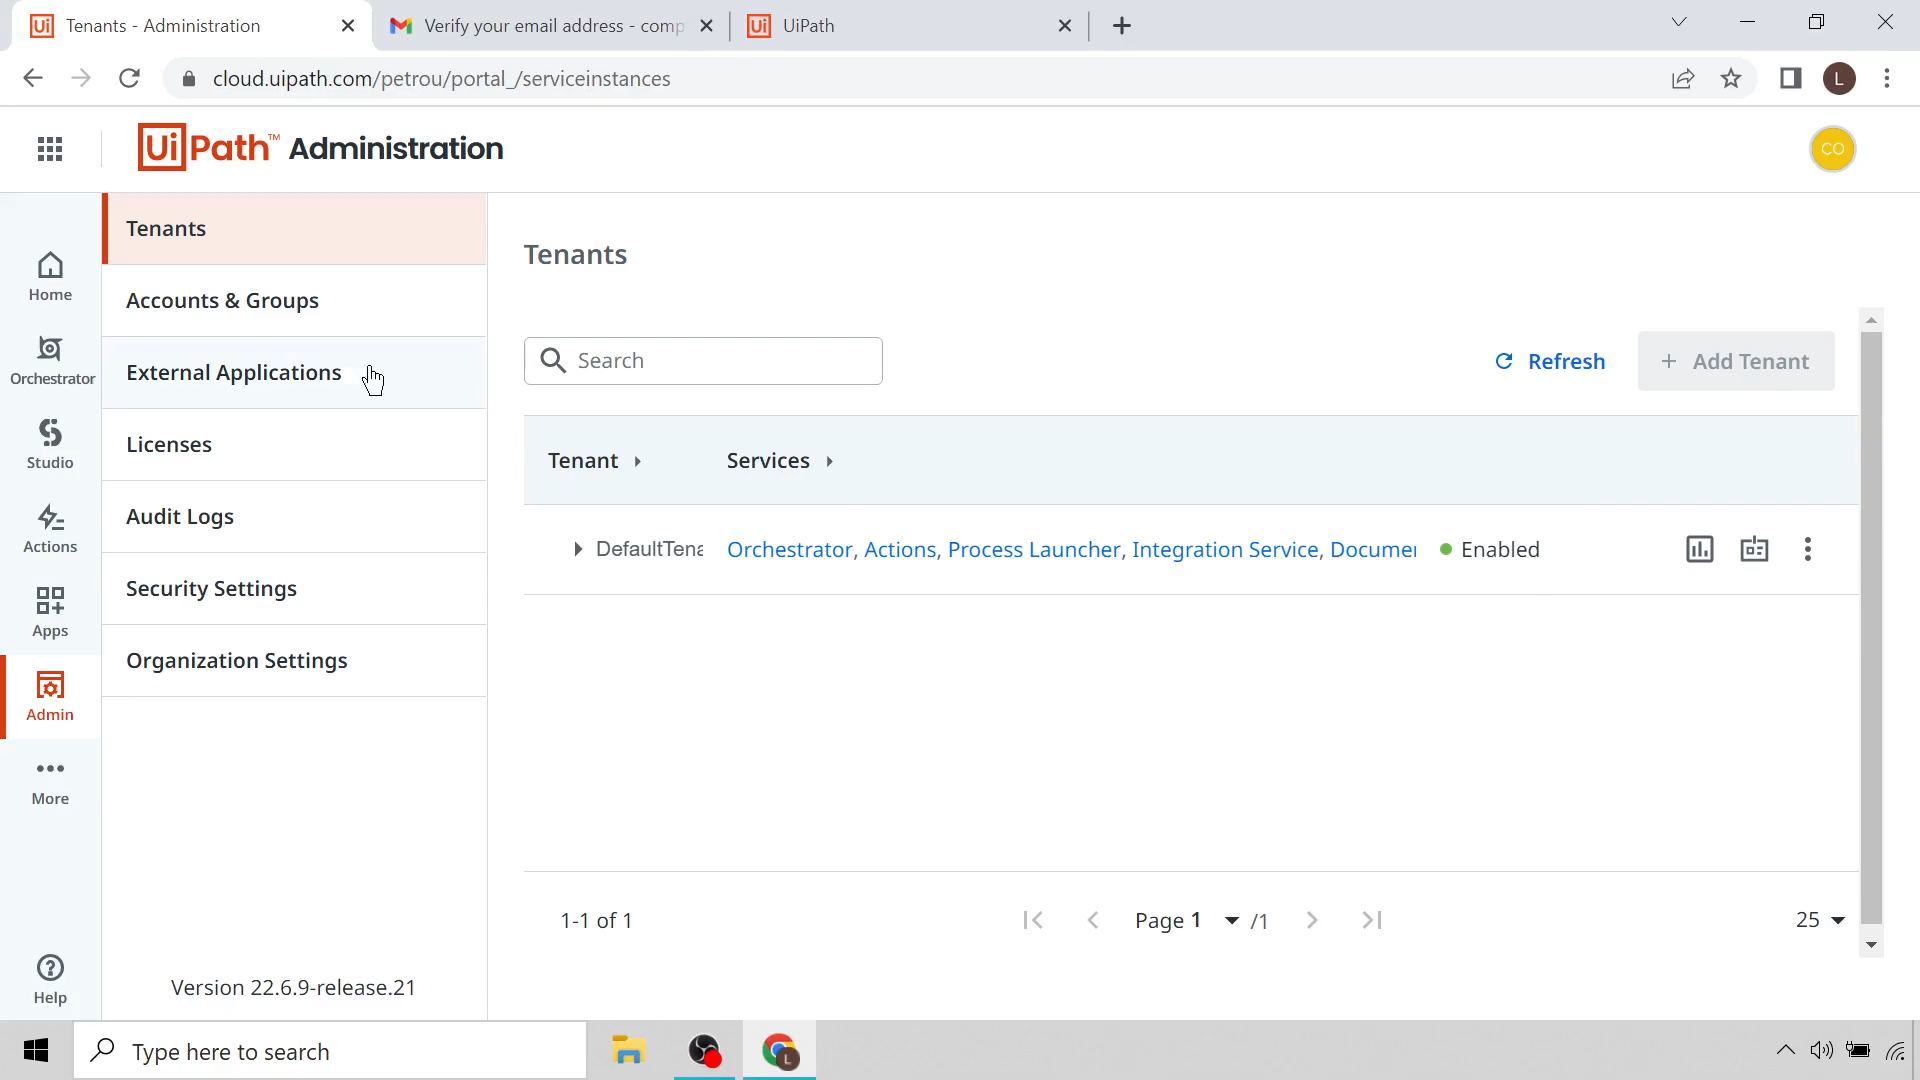 Tenants - Administration
Verify your email address - comp
UiPath
cloud.uipath.com/petrou/portal_/serviceinstances
L
UiPath™ Administration
CO
Home
Orchestrator
Studio
Actions
Apps
Admin
More
Help
Tenants
Accounts & Groups
External Applications
Licenses
Audit Logs
Security Settings
Organization Settings
Version 22.6.9-release.21
Tenants
Search
Refresh
+ Add Tenant
Tenant
Services
DefaultTena
Orchestrator, Actions, Process Launcher, Integration Service, Documen
Enabled
1-1 of 1
Page 1 /1
25
Type here to search
L